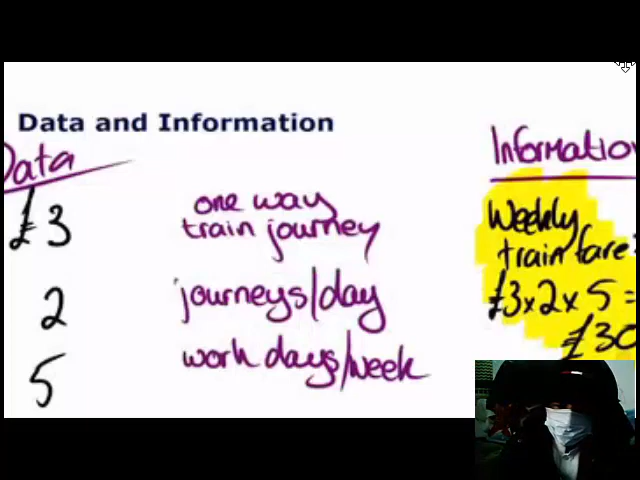 Data and Information
Data
£3
one way
train journey
2
journeys/day
5
work days/week
Informatio
Weekly
train fare:
£3x2x5=
£30